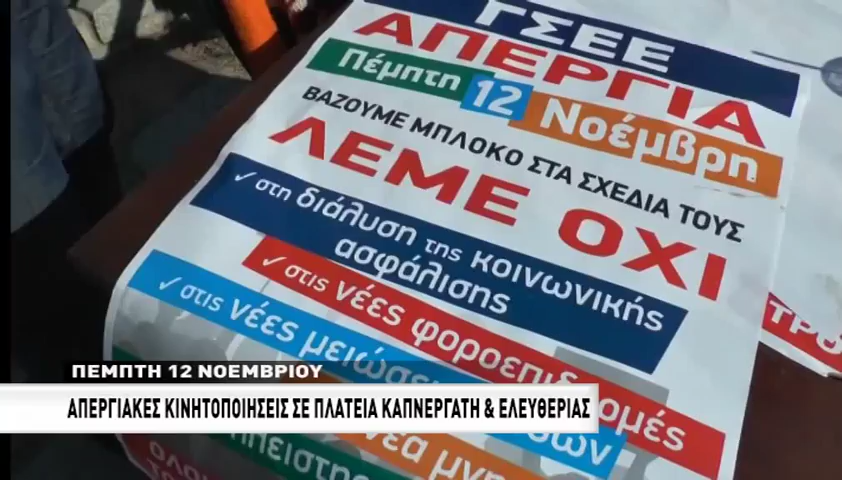 ΓΣΕΕ
ΑΠΕΡΓΙΑ
Πέμπτη 12 Νοέμβρη
ΒΑΖΟΥΜΕ ΜΠΛΟΚΟ ΣΤΑ ΣΧΕΔΙΑ ΤΟΥΣ
ΛΕΜΕ ΟΧΙ
✓ στη διάλυση της κοινωνικής
ασφάλισης
✓ στις νέες φοροεπιδρομές
✓ στις νέες
ΠΕΜΠΤΗ 12 ΝΟΕΜΒΡΙΟΥ
ΑΠΕΡΓΙΑΚΕΣ ΚΙΝΗΤΟΠΟΙΗΣΕΙΣ ΣΕ ΠΛΑΤΕΙΑ ΚΑΠΝΕΡΓΑΤΗ & ΕΛΕΥΘΕΡΙΑΣ